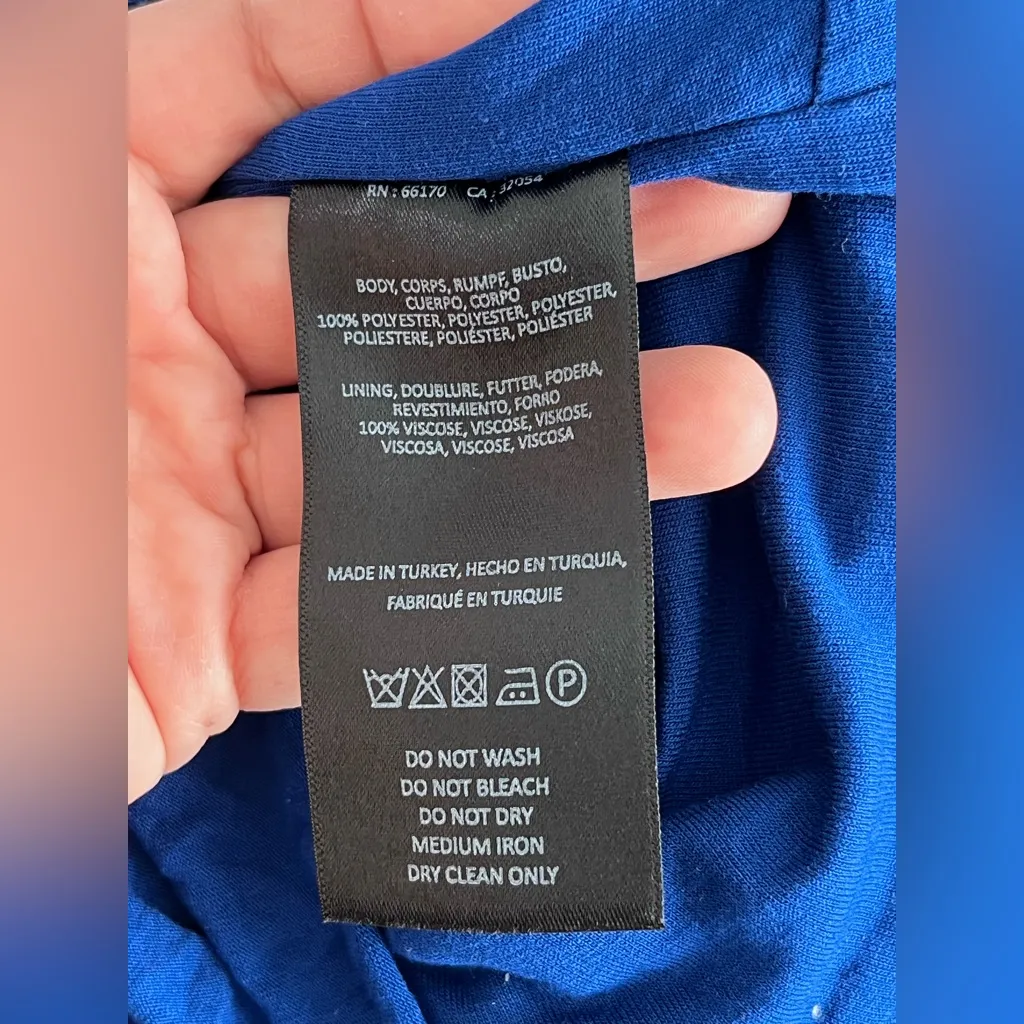 RN : 66170 CA : 32054
BODY, CORPS, RUMPF, BUSTO,
CUERPO, CORPO
100% POLYESTER, POLYESTER, POLYESTER,
POLIESTERE, POLIÉSTER, POLIÉSTER
LINING, DOUBLURE, FUTTER, FODERA,
REVESTIMIENTO, FORRO
100% VISCOSE, VISCOSE, VISKOSE,
VISCOSA, VISCOSE, VISCOSA
MADE IN TURKEY, HECHO EN TURQUIA,
FABRIQUÉ EN TURQUIE
P
DO NOT WASH
DO NOT BLEACH
DO NOT DRY
MEDIUM IRON
DRY CLEAN ONLY